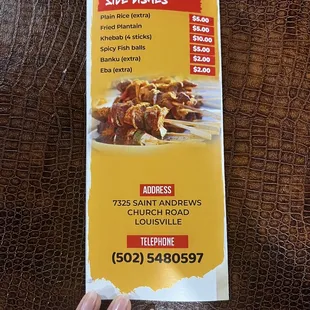 SIDE DISHES
Plain Rice (extra) $5.00
Fried Plantain $5.00
Khebab (4 sticks) $10.00
Spicy Fish balls $5.00
Banku (extra) $2.00
Eba (extra) $2.00
ADDRESS
7325 SAINT ANDREWS
CHURCH ROAD
LOUISVILLE
TELEPHONE
(502) 5480597